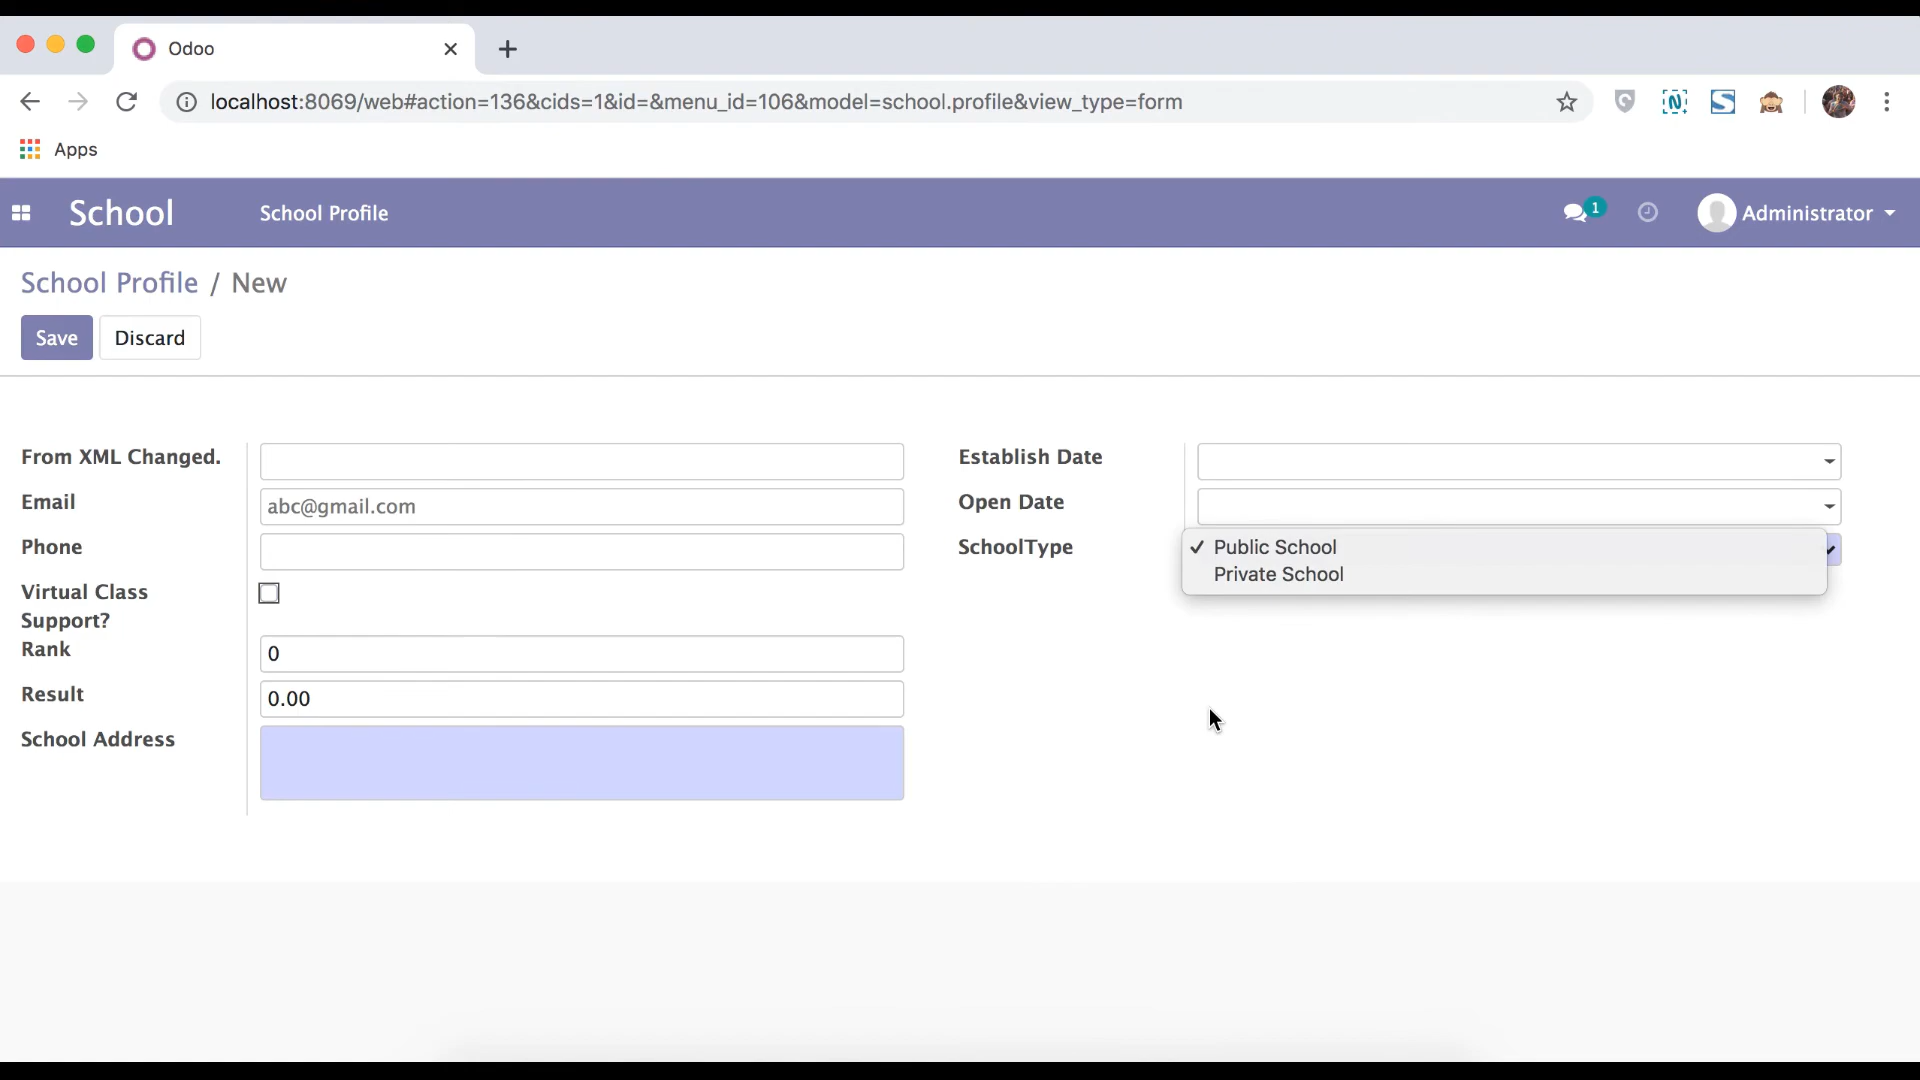 Odoo
localhost:8069/web#action=136&cids=1&id=&menu_id=106&model=school.profile&view_type=form
Apps
School School Profile 1 Administrator
School Profile / New
Save Discard
From XML Changed.
Email abc@gmail.com
Phone
Virtual Class
Support?
Rank 0
Result 0.00
School Address
Establish Date
Open Date
SchoolType Public School
Private School